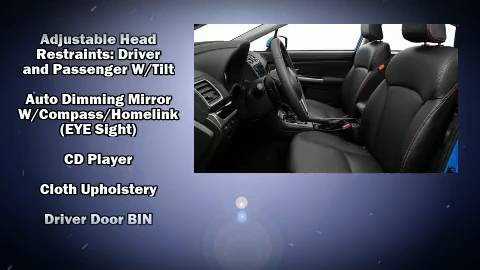 Adjustable Head
Restraints: Driver
and Passenger W/Tilt
Auto Dimming Mirror
W/Compass/Homelink
(EYE Sight)
CD Player
Cloth Upholstery
Driver Door BIN